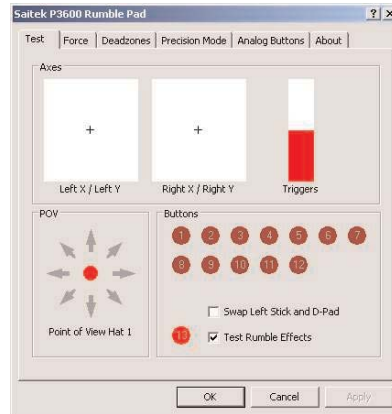 Saitek P3600 Rumble Pad
Test Force Deadzones Precision Mode Analog Buttons About
Axes
Left X / Left Y Right X / Right Y Triggers
POV
Point of View Hat 1
Buttons
1 2 3 4 5 6 7
8 9 10 11 12
Swap Left Stick and D-Pad
13 Test Rumble Effects
OK Cancel Apply